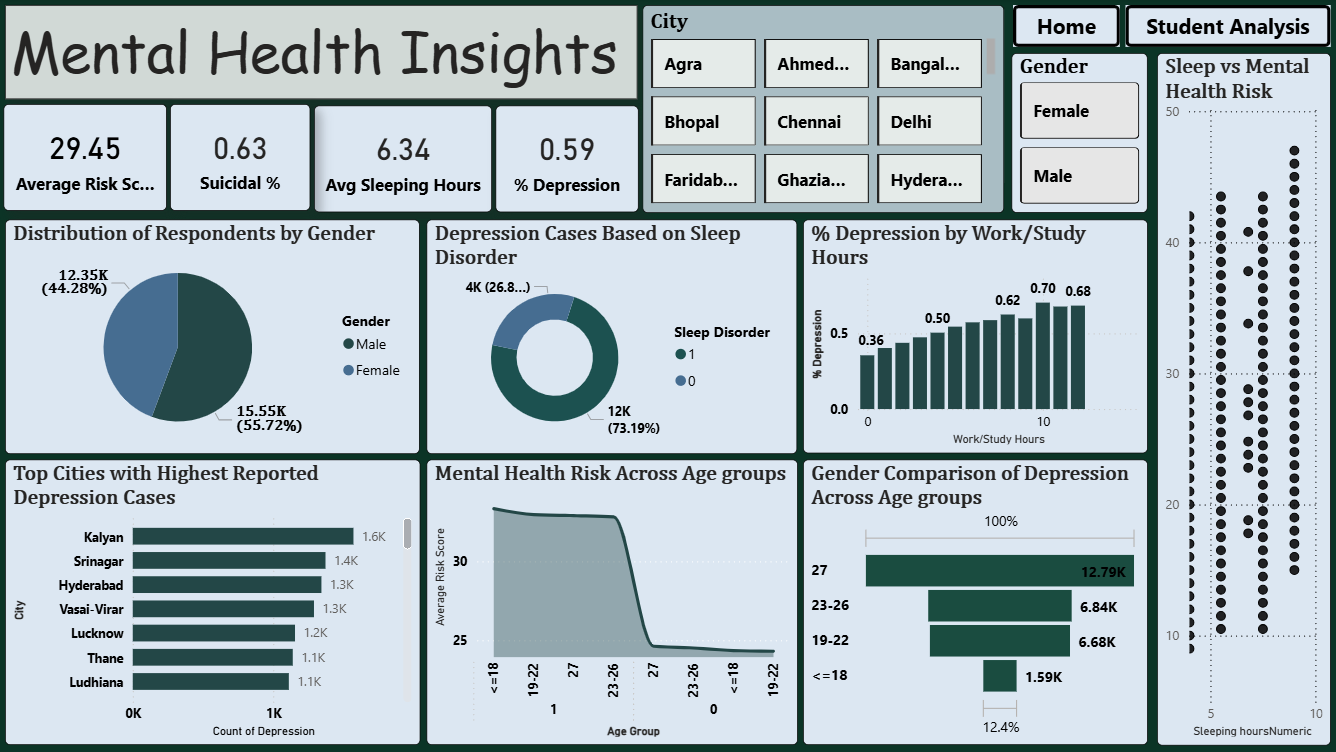 Mental Health Insights
City
Agra
Ahmed...
Bangal...
Bhopal
Chennai
Delhi
Faridab...
Ghazia...
Hydera...
Home
Student Analysis
Gender
Female
Male
29.45
Average Risk Sc...
0.63
Suicidal %
6.34
Avg Sleeping Hours
0.59
% Depression
Sleep vs Mental
Health Risk
50
40
30
20
10
5
10
Sleeping hoursNumeric
Distribution of Respondents by Gender
12.35K
(44.28%)
15.55K
(55.72%)
Gender
Male
Female
Depression Cases Based on Sleep
Disorder
4K (26.8...)
12K
(73.19%)
Sleep Disorder
1
0
% Depression by Work/Study
Hours
% Depression
0.5
0.0
0.36
0.50
0.62
0.70
0.68
0
10
Work/Study Hours
Top Cities with Highest Reported
Depression Cases
City
Kalyan 1.6K
Srinagar 1.4K
Hyderabad 1.3K
Vasai-Virar 1.3K
Lucknow 1.2K
Thane 1.1K
Ludhiana 1.1K
0K 1K
Count of Depression
Mental Health Risk Across Age groups
Average Risk Score
30
25
<=18 19-22 27 23-26 27 23-26 <=18 19-22
1 0
Age Group
Gender Comparison of Depression
Across Age groups
100%
27 12.79K
23-26 6.84K
19-22 6.68K
<=18 1.59K
12.4%